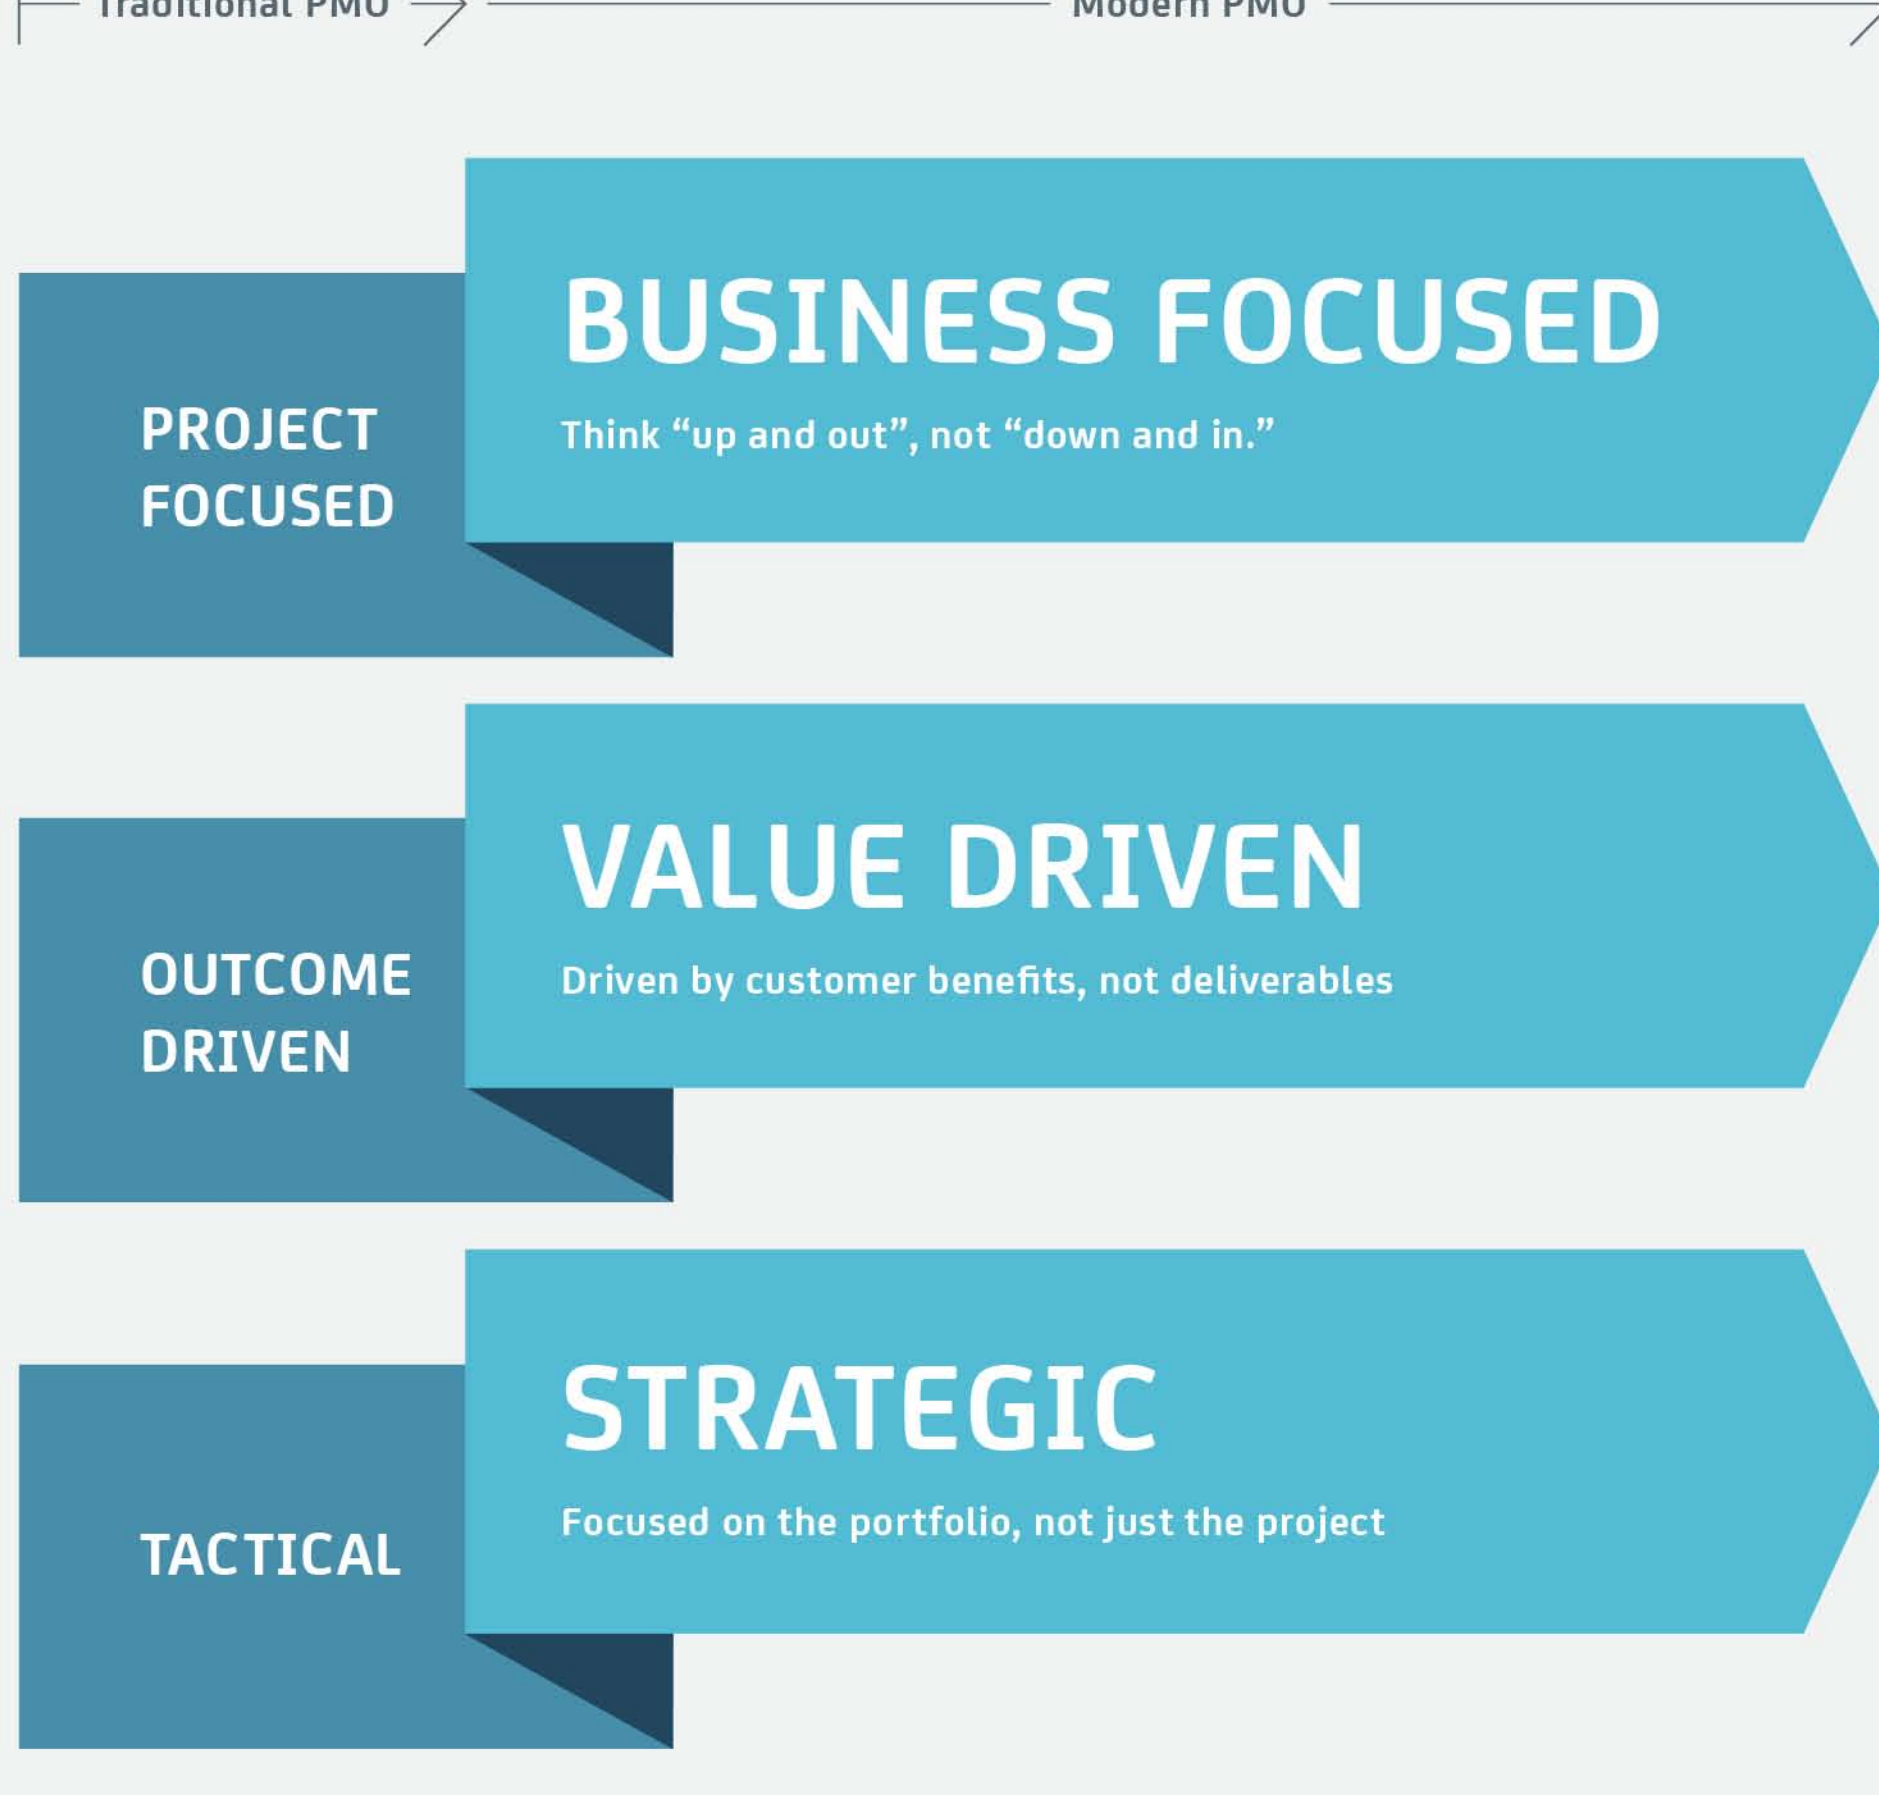 Traditional PMO
Modern PMO
PROJECT
FOCUSED
BUSINESS FOCUSED
Think “up and out”, not “down and in.”
OUTCOME
DRIVEN
VALUE DRIVEN
Driven by customer benefits, not deliverables
TACTICAL
STRATEGIC
Focused on the portfolio, not just the project